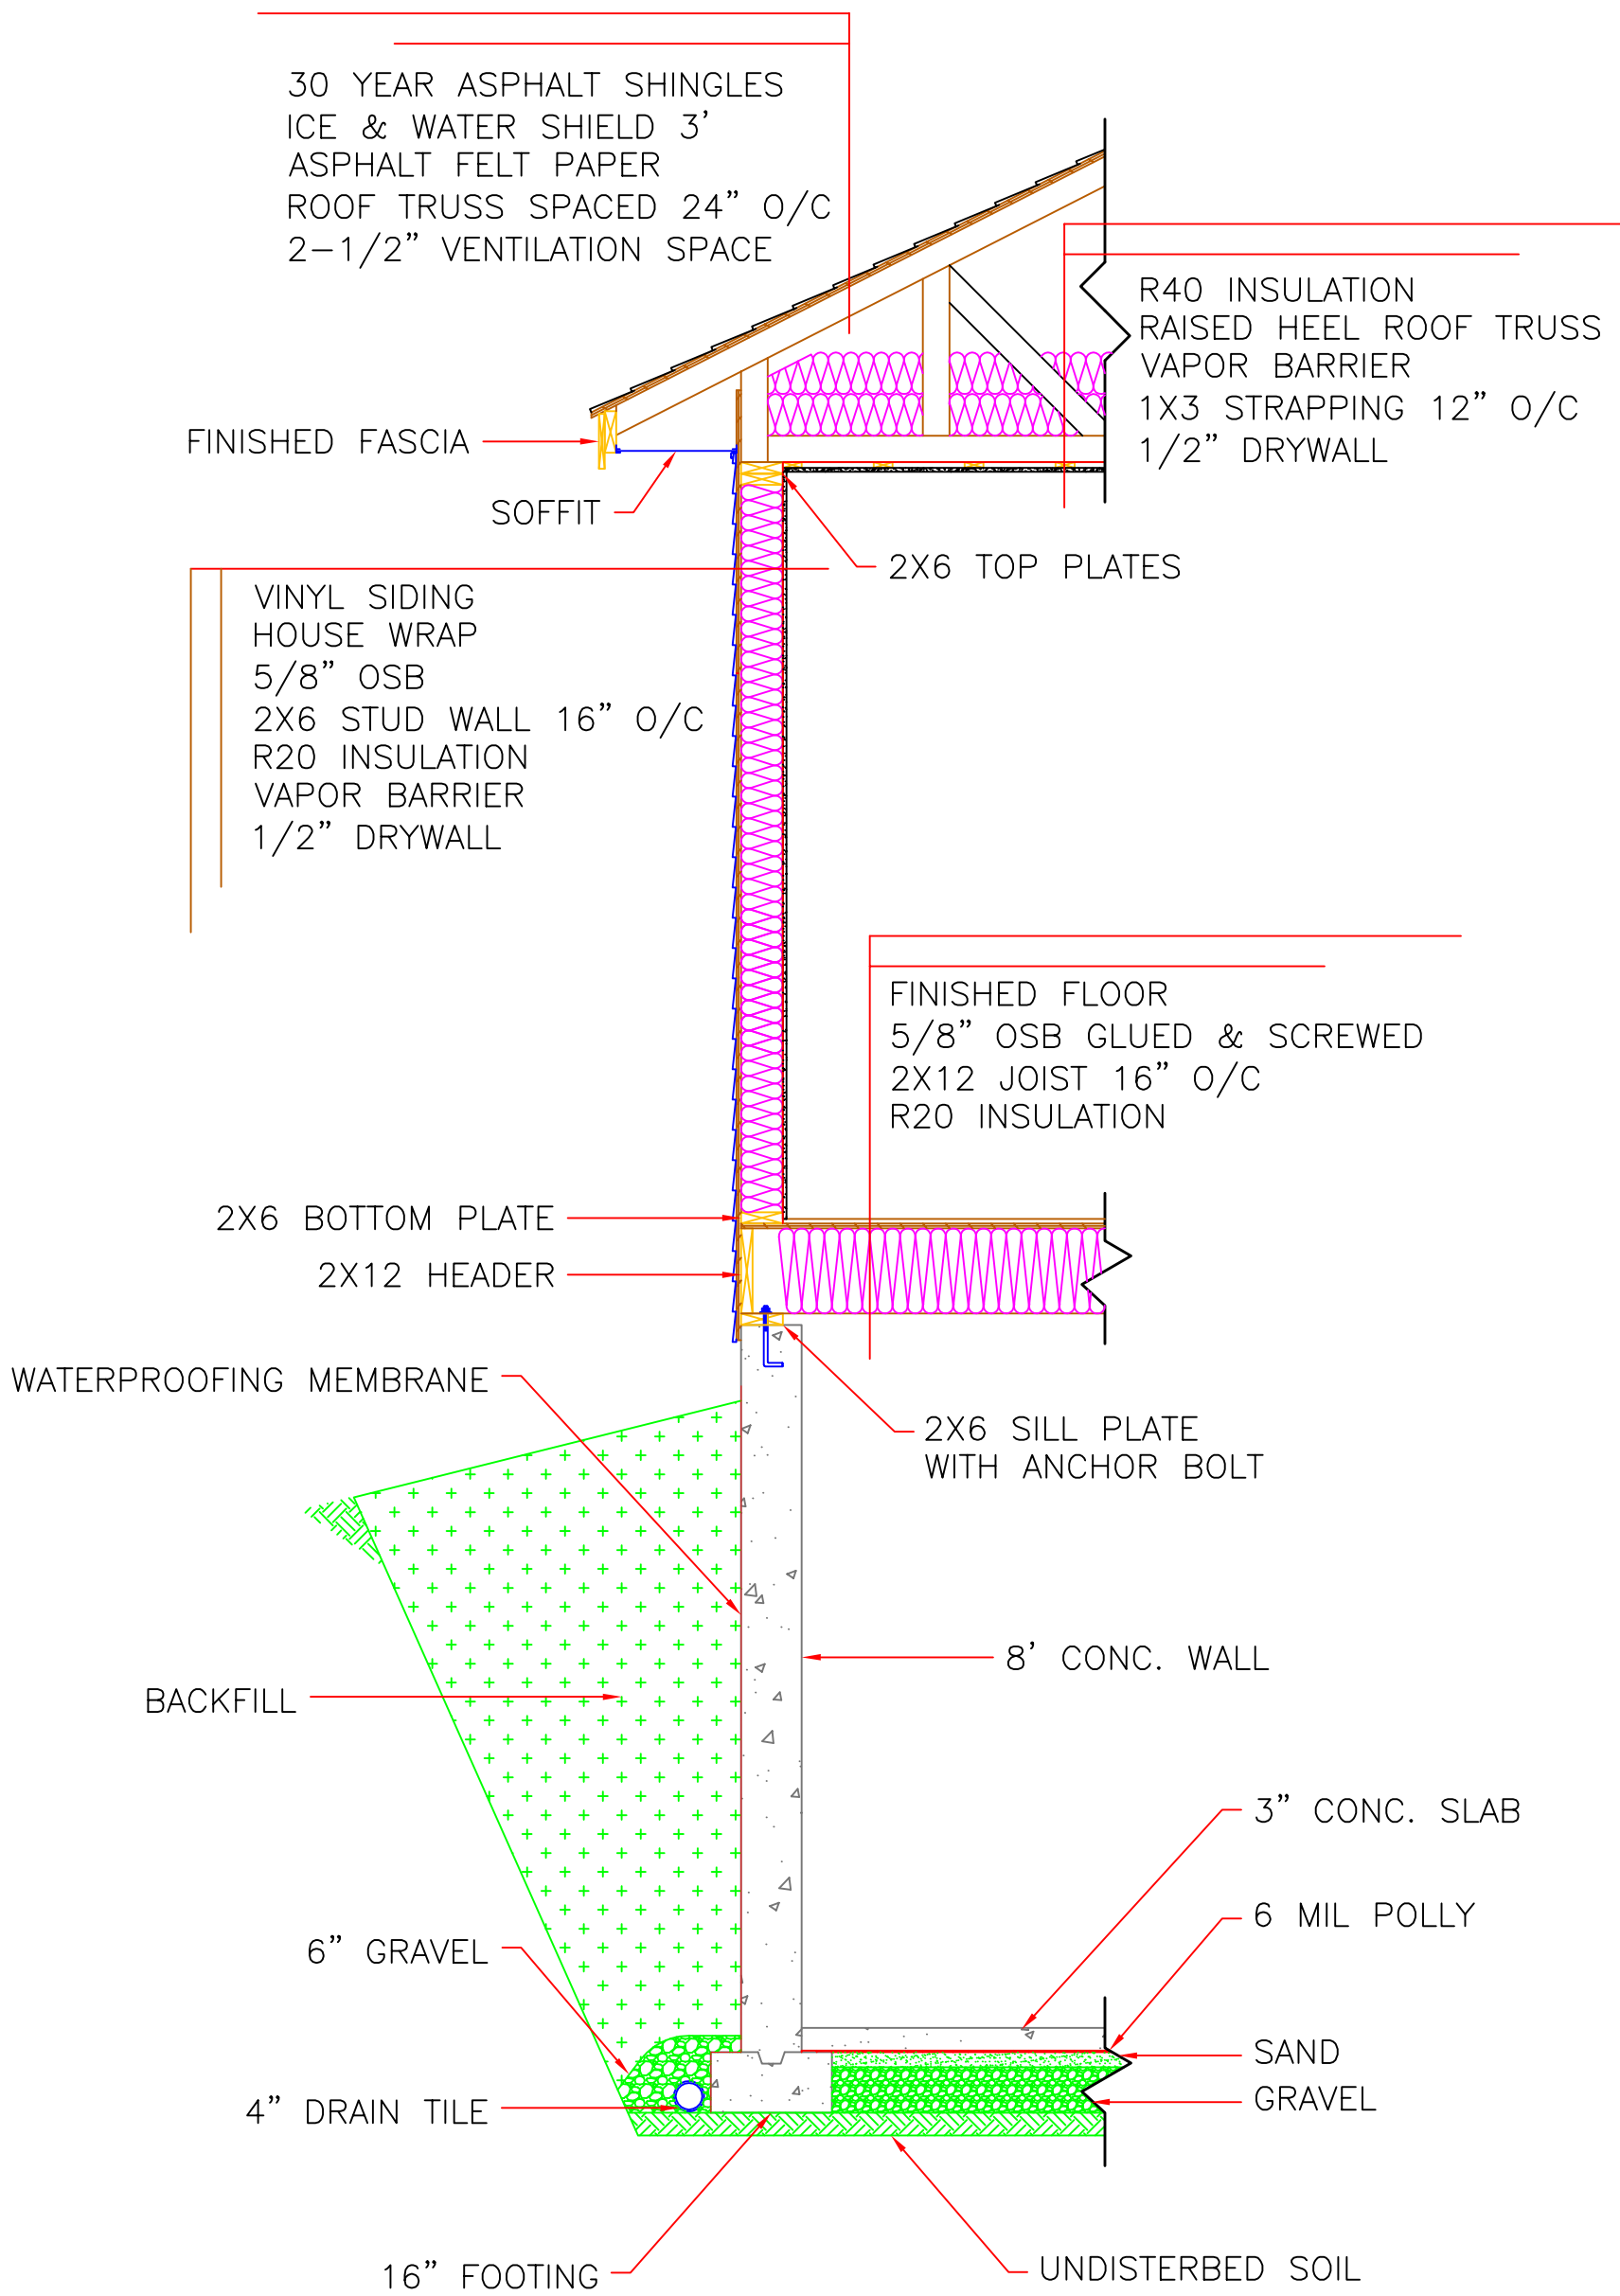 30 YEAR ASPHALT SHINGLES
ICE & WATER SHIELD 3'
ASPHALT FELT PAPER
ROOF TRUSS SPACED 24" O/C
2-1/2" VENTILATION SPACE
R40 INSULATION
RAISED HEEL ROOF TRUSS
VAPOR BARRIER
1X3 STRAPPING 12" O/C
1/2" DRYWALL
FINISHED FASCIA
SOFFIT
2X6 TOP PLATES
VINYL SIDING
HOUSE WRAP
5/8" OSB
2X6 STUD WALL 16" O/C
R20 INSULATION
VAPOR BARRIER
1/2" DRYWALL
FINISHED FLOOR
5/8" OSB GLUED & SCREWED
2X12 JOIST 16" O/C
R20 INSULATION
2X6 BOTTOM PLATE
2X12 HEADER
WATERPROOFING MEMBRANE
2X6 SILL PLATE
WITH ANCHOR BOLT
8' CONC. WALL
BACKFILL
3" CONC. SLAB
6 MIL POLLY
6" GRAVEL
SAND
GRAVEL
4" DRAIN TILE
16" FOOTING
UNDISTERBED SOIL